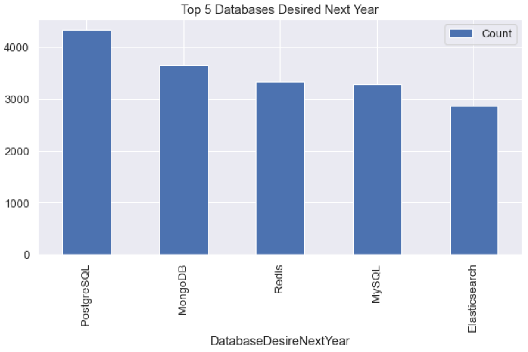 Top 5 Databases Desired Next Year
Count
4000
3000
2000
1000
0
PostgreSQL
MongoDB
Redis
MySQL
Elasticsearch
DatabaseDesireNextYear